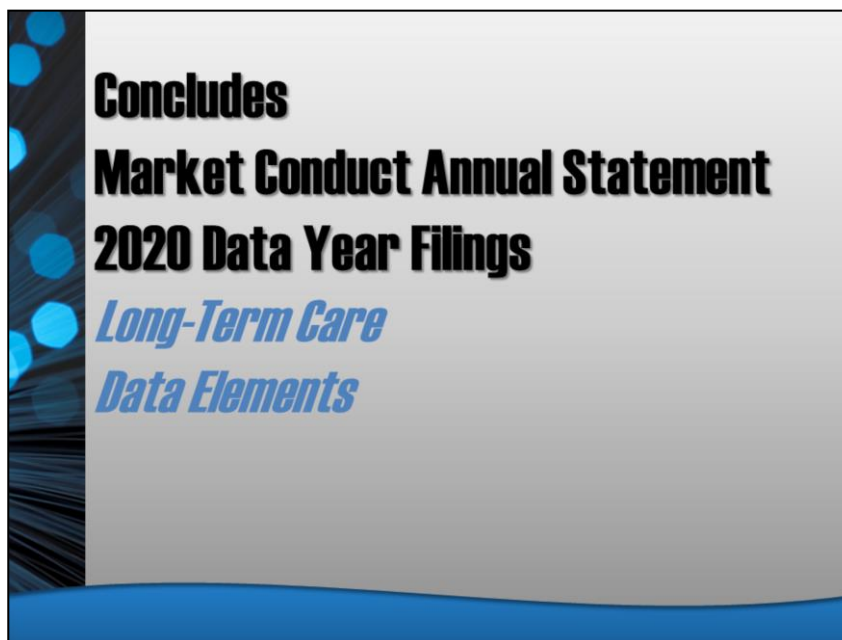 Concludes
Market Conduct Annual Statement
2020 Data Year Filings
Long-Term Care
Data Elements